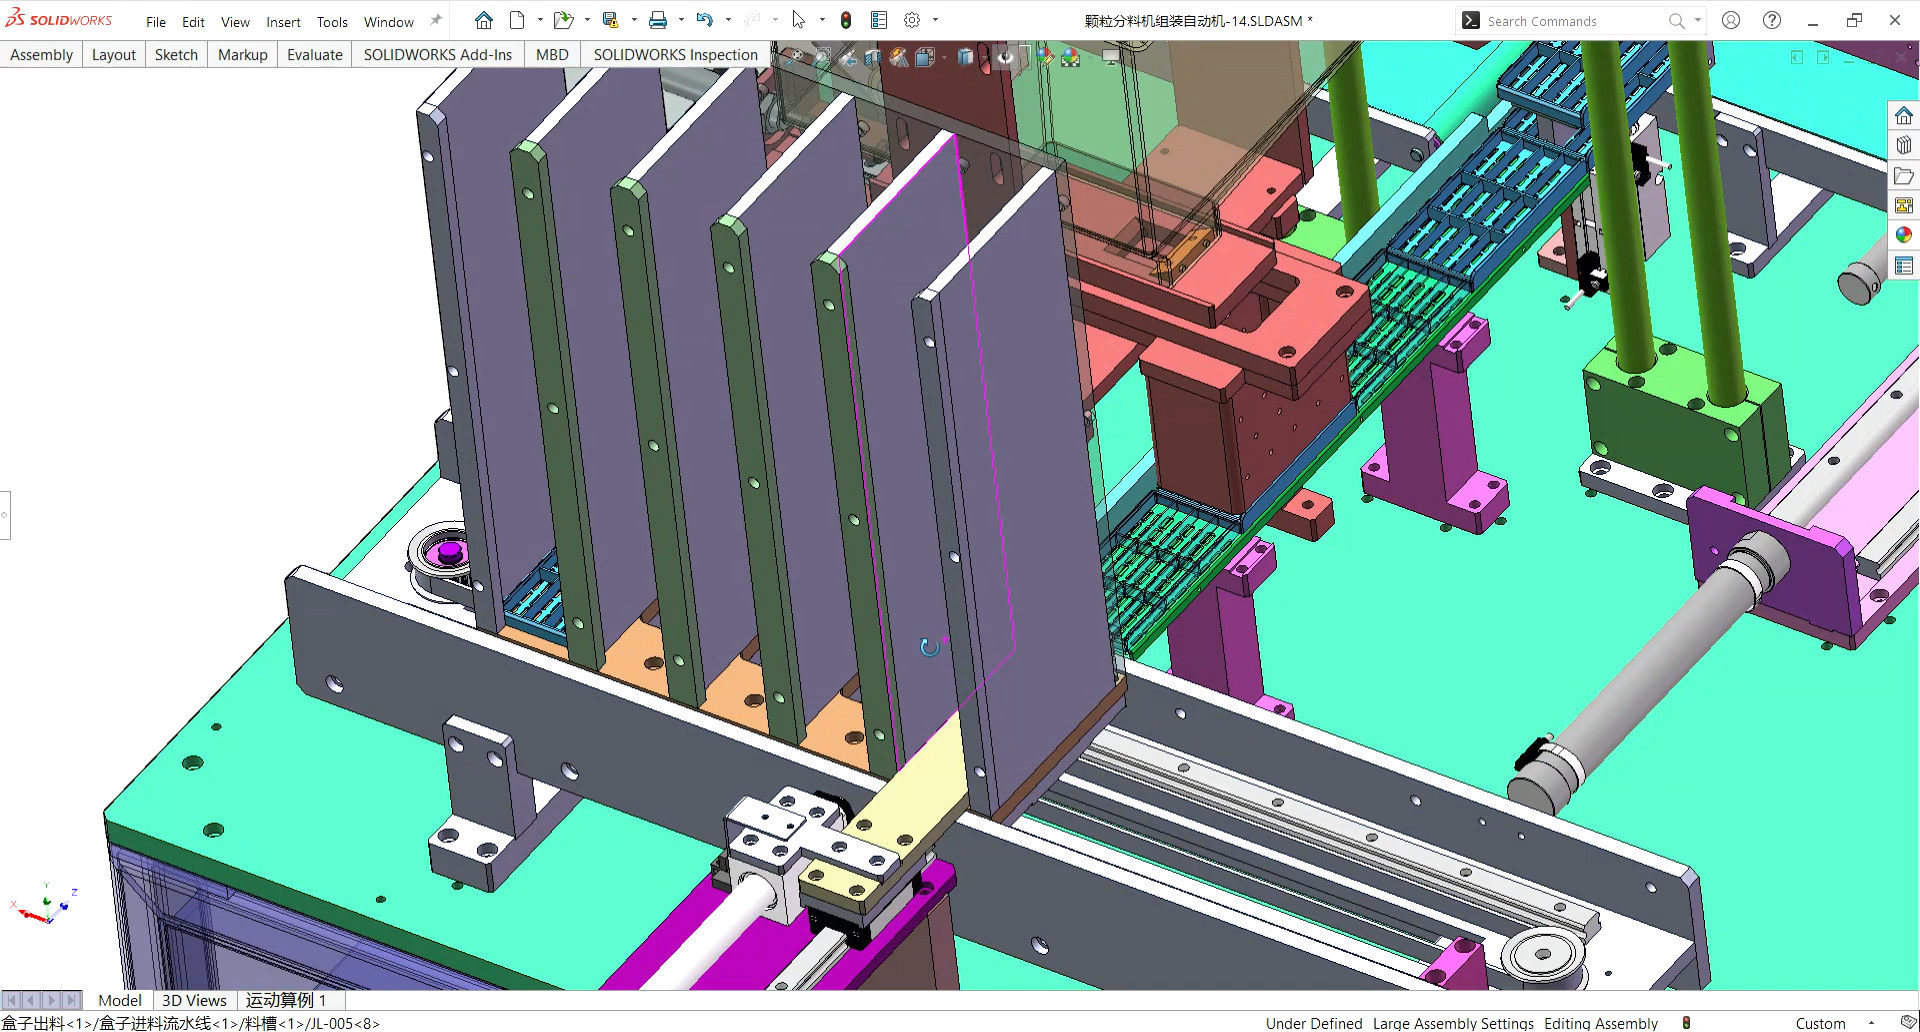 SOLIDWORKS File Edit View Insert Tools Window 颗粒分料机组装自动机-14.SLDASM * Search Commands
Assembly Layout Sketch Markup Evaluate SOLIDWORKS Add-Ins MBD SOLIDWORKS Inspection
Y
Z
X
Model 3D Views 运动算例 1
盒子出料<1>/盒子进料流水线<1>/料槽<1>/JL-005<8> Under Defined Large Assembly Settings Editing Assembly Custom